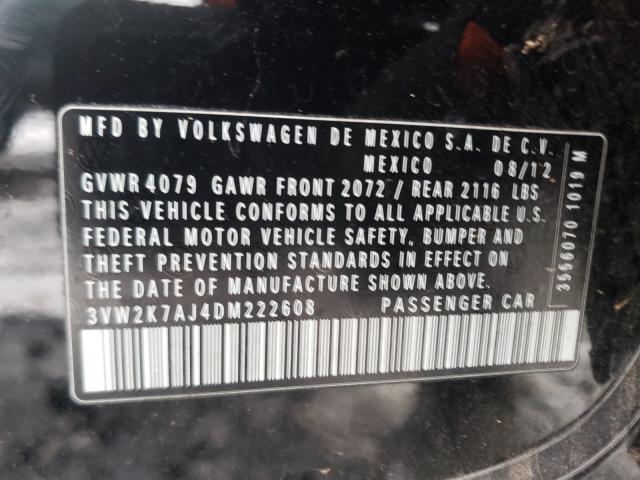 MFD BY VOLKSWAGEN DE MEXICO S.A. DE C.V.
MEXICO 08/12
GVWR 4079 GAWR FRONT 2072 / REAR 2116 LBS
THIS VEHICLE CONFORMS TO ALL APPLICABLE U.S.
FEDERAL MOTOR VEHICLE SAFETY, BUMPER AND
THEFT PREVENTION STANDARDS IN EFFECT ON
THE DATE OF MANUFACTURE SHOWN ABOVE.
3VW2K7AJ4DM222608 PASSENGER CAR
3556070 1019 M